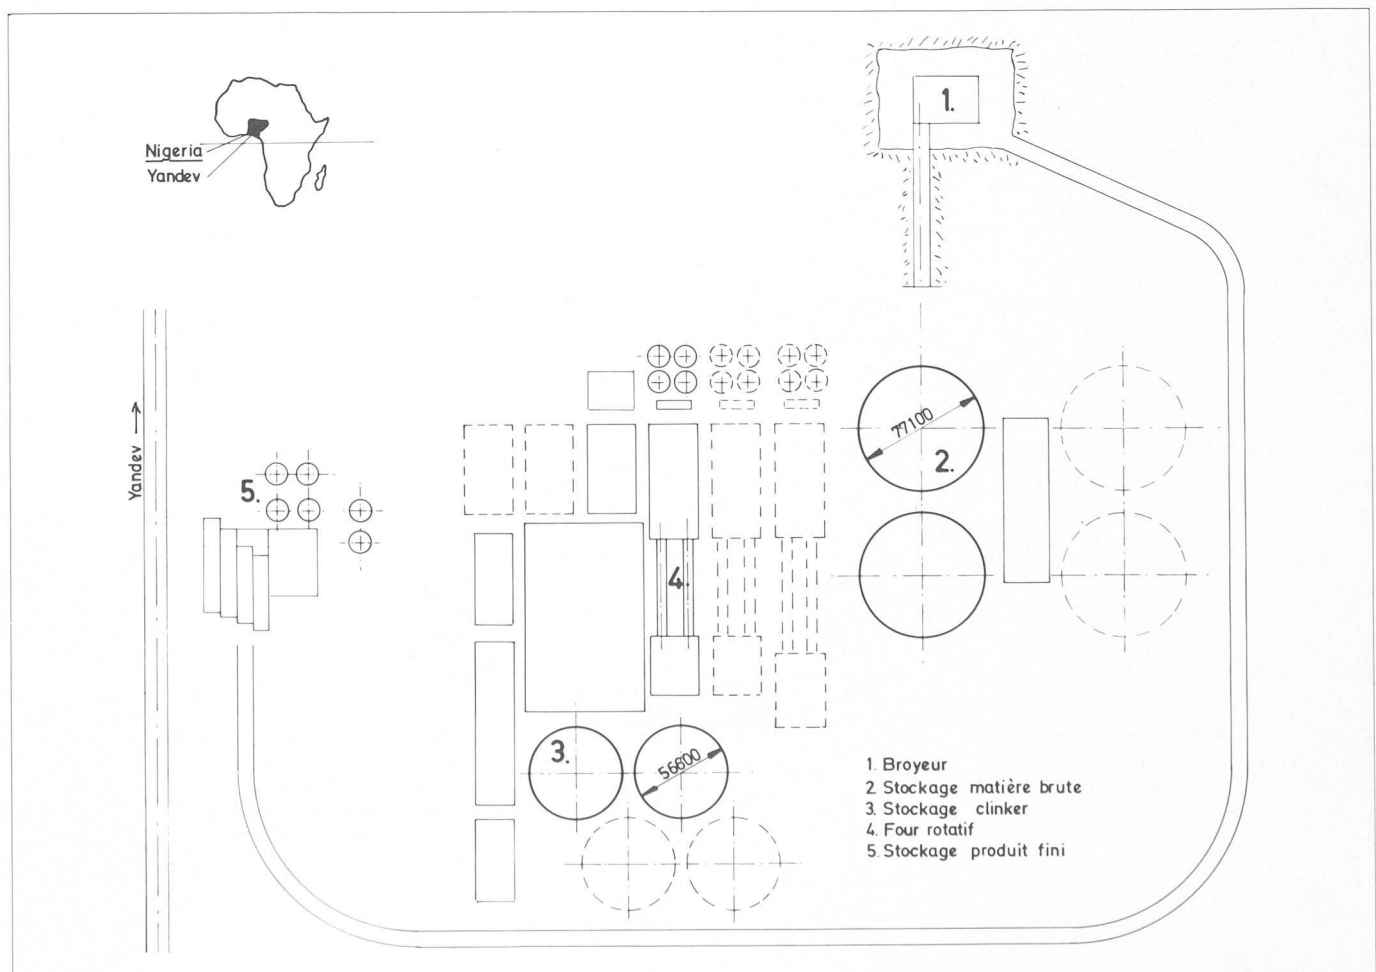 Nigeria
Yandev
1.
Yandev
77100
2.
5.
4.
3.
56600
1. Broyeur
2. Stockage matière brute
3. Stockage clinker
4. Four rotatif
5. Stockage produit fini